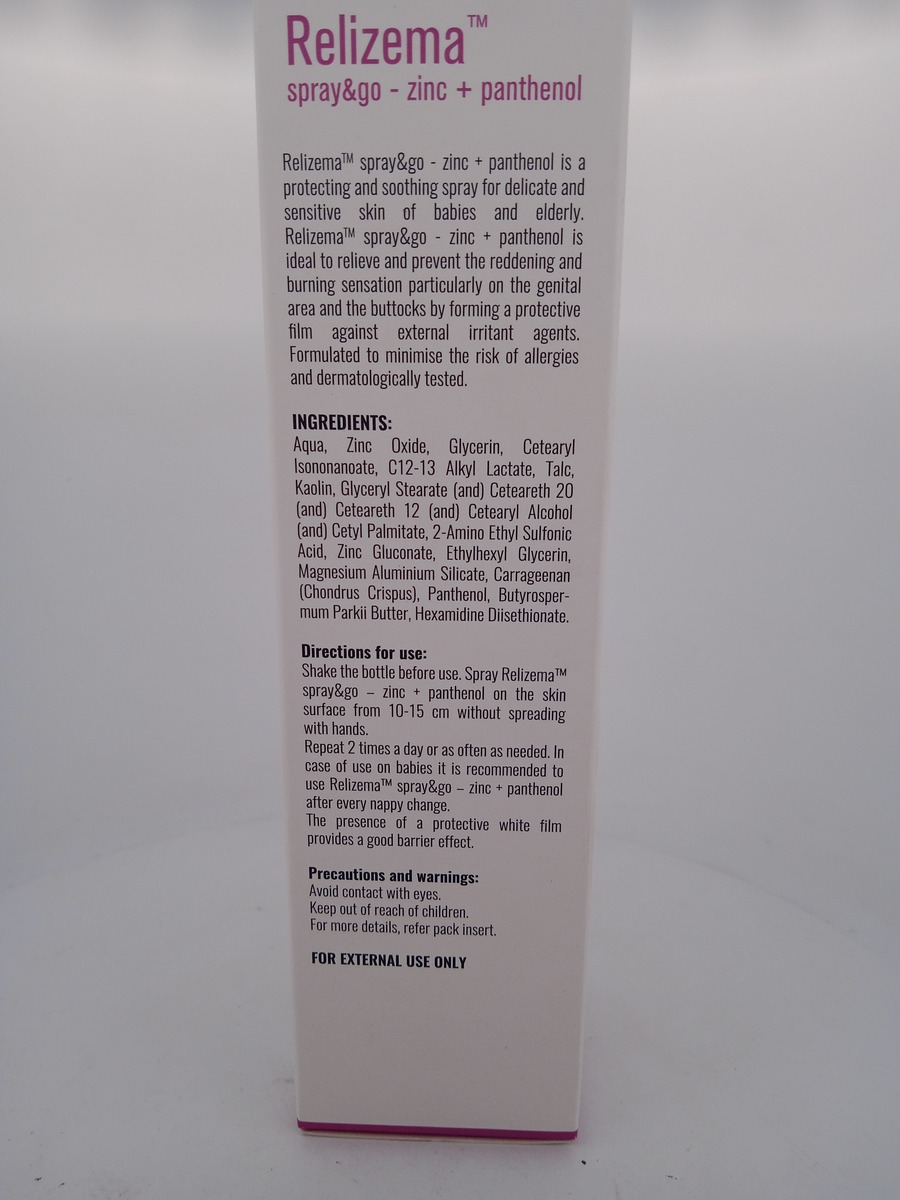 Relizema™
spray&go - zinc + panthenol
Relizema™ spray&go - zinc + panthenol is a
protecting and soothing spray for delicate and
sensitive skin of babies and elderly.
Relizema™ spray&go - zinc + panthenol is
ideal to relieve and prevent the reddening and
burning sensation particularly on the genital
area and the buttocks by forming a protective
film against external irritant agents.
Formulated to minimise the risk of allergies
and dermatologically tested.
INGREDIENTS:
Aqua, Zinc Oxide, Glycerin, Cetearyl
Isononanoate, C12-13 Alkyl Lactate, Talc,
Kaolin, Glyceryl Stearate (and) Ceteareth 20
(and) Ceteareth 12 (and) Cetearyl Alcohol
(and) Cetyl Palmitate, 2-Amino Ethyl Sulfonic
Acid, Zinc Gluconate, Ethylhexyl Glycerin,
Magnesium Aluminium Silicate, Carrageenan
(Chondrus Crispus), Panthenol, Butyrosper-
mum Parkii Butter, Hexamidine Diisethionate.
Directions for use:
Shake the bottle before use. Spray Relizema™
spray&go – zinc + panthenol on the skin
surface from 10-15 cm without spreading
with hands.
Repeat 2 times a day or as often as needed. In
case of use on babies it is recommended to
use Relizema™ spray&go – zinc + panthenol
after every nappy change.
The presence of a protective white film
provides a good barrier effect.
Precautions and warnings:
Avoid contact with eyes.
Keep out of reach of children.
For more details, refer pack insert.
FOR EXTERNAL USE ONLY